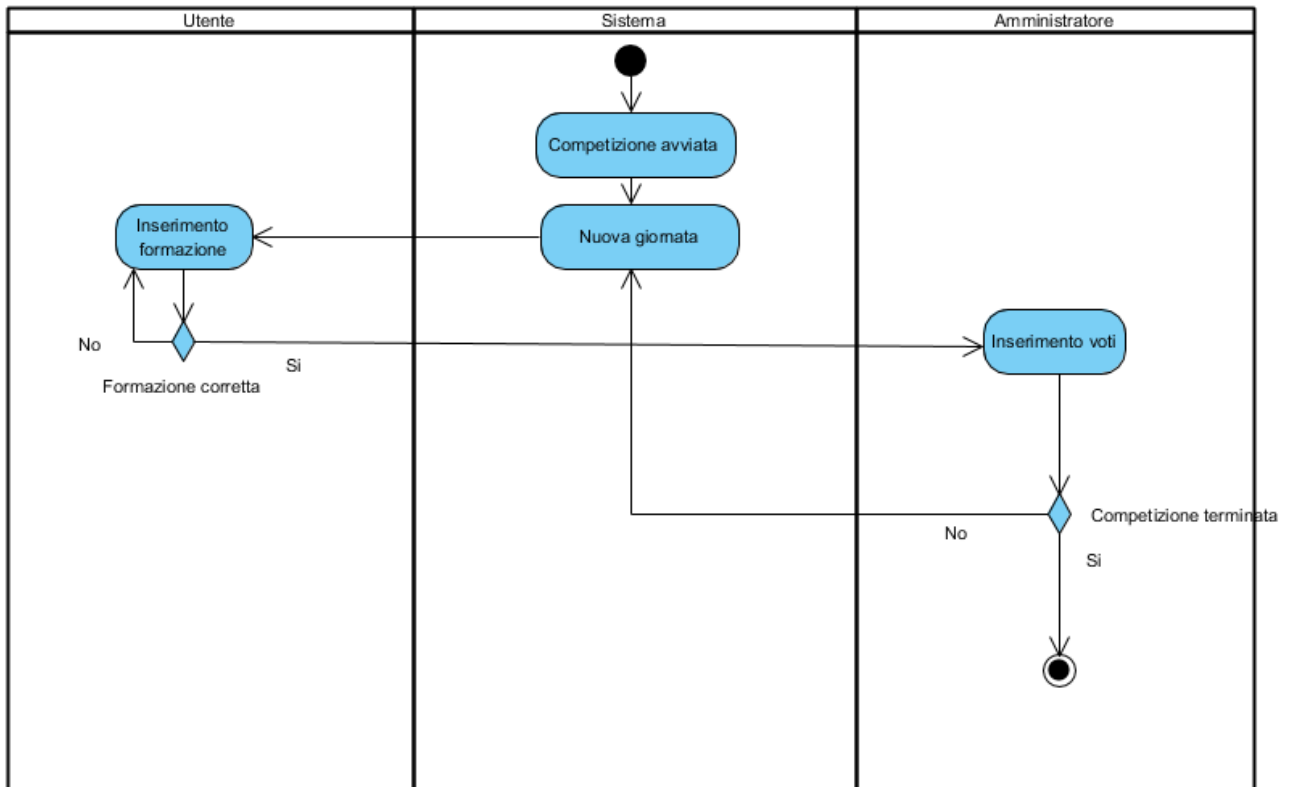 Utente
Sistema
Amministratore
Competizione avviata
Inserimento
formazione
Nuova giornata
No
Si
Formazione corretta
Inserimento voti
Competizione terminata
No
Si